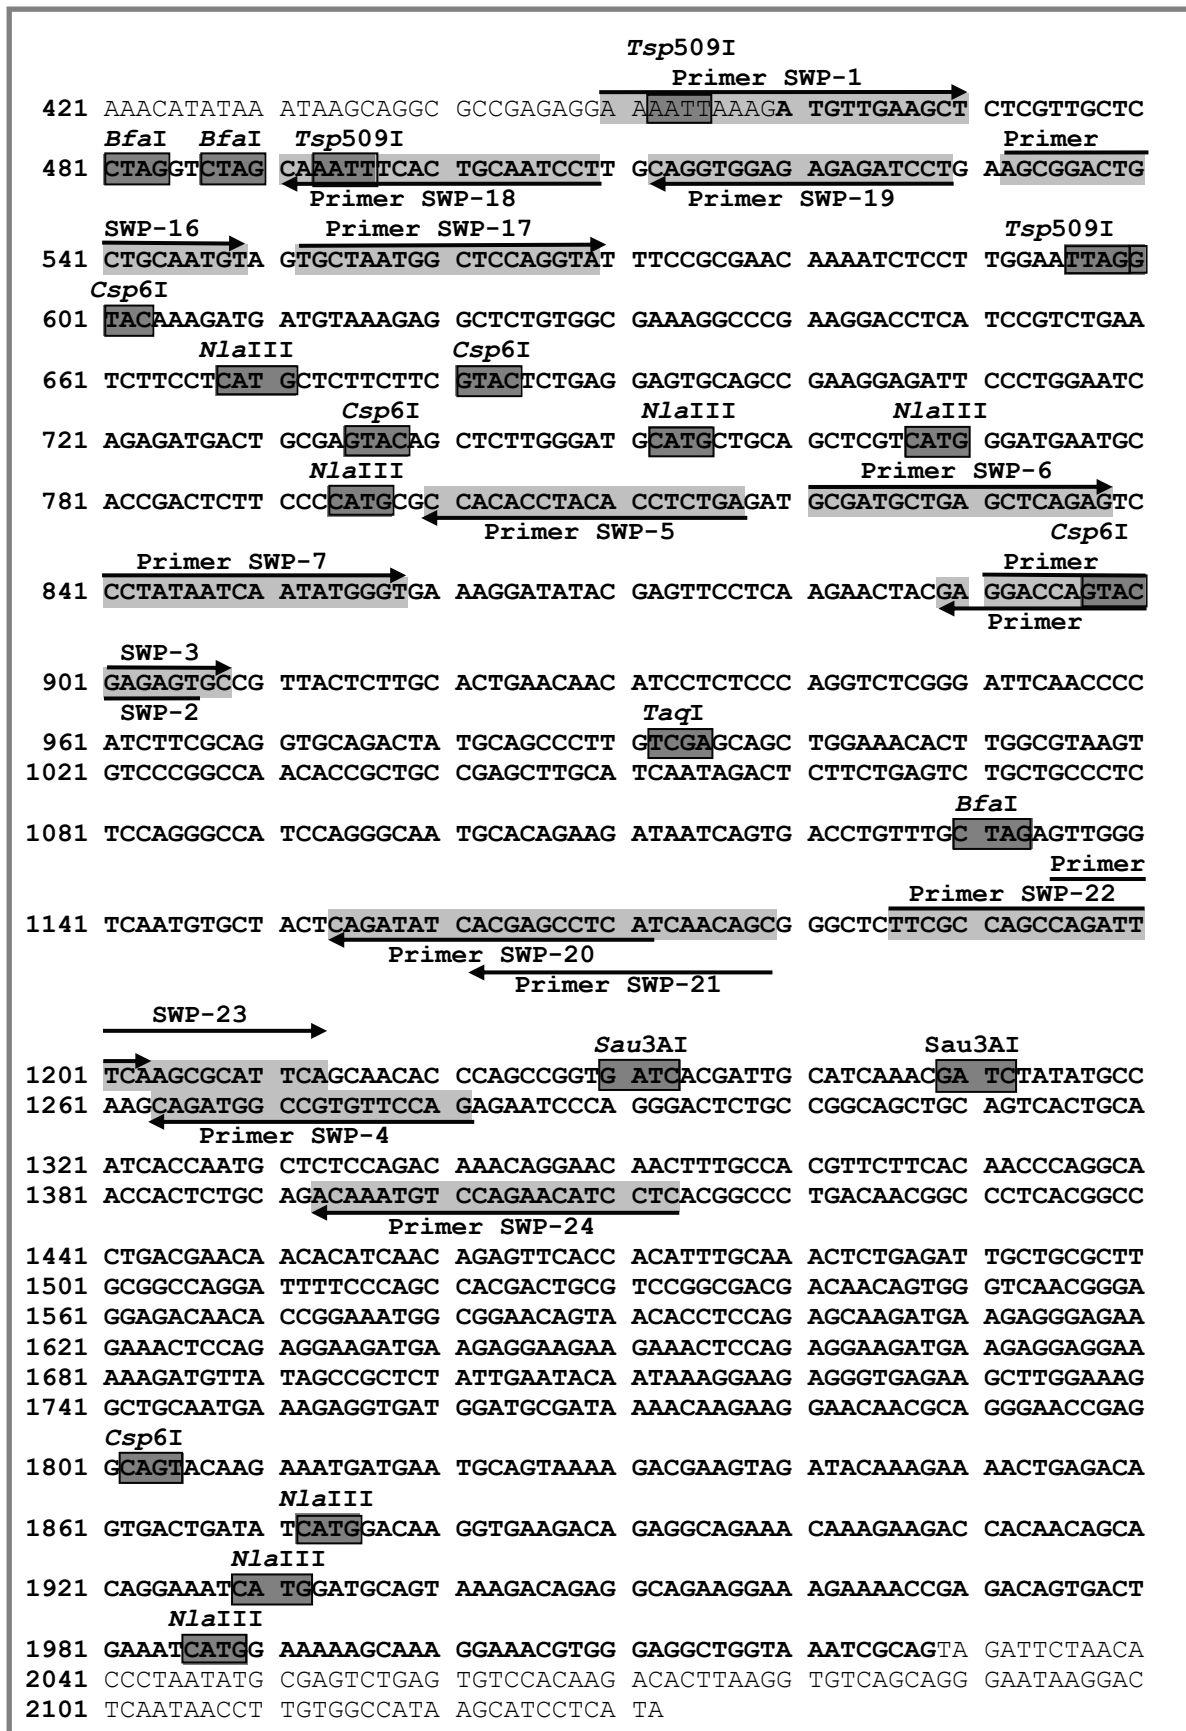 Tsp509I
Primer SWP-1
421 AAACATATAA ATAAGCAGGC GCCGAGAGGA AAATTAAAGA TGTTGAAGCT CTCGTTGCTC
BfaI BfaI Tsp509I Primer
481 CTAGGTCTAG CAAATTTCAC TGCAATCCTT GCAGGTGGAG AGAGATCCTG AAGCGGACTG
Primer SWP-18 Primer SWP-19
SWP-16 Primer SWP-17 Tsp509I
541 CTGCAATGTA GTGCTAATGG CTCCAGGTAT TTCCGCGAAC AAAATCTCCT TGGAATTAGG
Csp6I
601 TACAAAGATG ATGTAAAGAG GCTCTGTGGC GAAAGGCCCG AAGGACCTCA TCCGTCTGAA
NlaIII Csp6I
661 TCTTCCTCAT GCTCTTCTTC GTACTCTGAG GAGTGCAGCC GAAGGAGATT CCCTGGAATC
Csp6I NlaIII NlaIII
721 AGAGATGACT GCGAGTACAG CTCTTGGGAT GCATGCTGCA GCTCGTCATG GGATGAATGC
NlaIII Primer SWP-6
781 ACCGACTCTT CCCCATGCGC CACACCTACA CCTCTGAGAT GCGATGCTGA GCTCAGAGTC
Primer SWP-5 Csp6I
Primer SWP-7 Primer
841 CCTATAATCA ATATGGGTGA AAGGATATAC GAGTTCCTCA AGAACTACGA GGACCAGTAC
Primer
SWP-3
901 GAGAGTGCCG TTACTCTTGC ACTGAACAAC ATCCTCTCCC AGGTCTCGGG ATTCAACCCC
SWP-2 TaqI
961 ATCTTCGCAG GTGCAGACTA TGCAGCCCTT GTCGAGCAGC TGGAAACACT TGGCGTAAGT
1021 GTCCCGGCCA ACACCGCTGC CGAGCTTGCA TCAATAGACT CTTCTGAGTC TGCTGCCCTC
BfaI
1081 TCCAGGGCCA TCCAGGGCAA TGCACAGAAG ATAATCAGTG ACCTGTTTGC TAGAGTTGGG
Primer
Primer SWP-22
1141 TCAATGTGCT ACTCAGATAT CACGAGCCTC ATCAACAGCG GGCTCTTCGC CAGCCAGATT
Primer SWP-20
Primer SWP-21
SWP-23
Sau3AI Sau3AI
1201 TCAAGCGCAT TCAGCAACAC CCAGCCGGTG ATCACGATTG CATCAAACGA TCTATATGCC
1261 AAGCAGATGG CCGTGTTCCA GAGAATCCCA GGGACTCTGC CGGCAGCTGC AGTCACTGCA
Primer SWP-4
1321 ATCACCAATG CTCTCCAGAC AAACAGGAAC AACTTTGCCA CGTTCTTCAC AACCCAGGCA
1381 ACCACTCTGC AGACAAATGT CCAGAACATC CTCACGGCCC TGACAACGGC CCTCACGGCC
Primer SWP-24
1441 CTGACGAACA ACACATCAAC AGAGTTCACC ACATTTGCAA ACTCTGAGAT TGCTGCGCTT
1501 GCGGCCAGGA TTTTCCCAGC CACGACTGCG TCCGGCGACG ACAACAGTGG GTCAACGGGA
1561 GGAGACAACA CCGGAAATGG CGGAACAGTA ACACCTCCAG AGCAAGATGA AGAGGGAGAA
1621 GAAACTCCAG AGGAAGATGA AGAGGAAGAA GAAACTCCAG AGGAAGATGA AGAGGAGGAA
1681 AAAGATGTTA TAGCCGCTCT ATTGAATACA ATAAAGGAAG AGGGTGAGAA GCTTGGAAAG
1741 GCTGCAATGA AAGAGGTGAT GGATGCGATA AAACAAGAAG GAACAACGCA GGGAACCGAG
Csp6I
1801 GCAGTACAAG AAATGATGAA TGCAGTAAAA GACGAAGTAG ATACAAAGAA AACTGAGACA
NlaIII
1861 GTGACTGATA TCATGGACAA GGTGAAGACA GAGGCAGAAA CAAAGAAGAC CACAACAGCA
NlaIII
1921 CAGGAAATCA TGGATGCAGT AAAGACAGAG GCAGAAGGAA AGAAAACCGA GACAGTGACT
NlaIII
1981 GAAATCATGG AAAAAGCAAA GGAAACGTGG GAGGCTGGTA AATCGCAGTA GATTCTAACA
2041 CCCTAATATG CGAGTCTGAG TGTCCACAAG ACACTTAAGG TGTCAGCAGG GAATAAGGAC
2101 TCAATAACCT TGTGGCCATA AGCATCCTCA TA